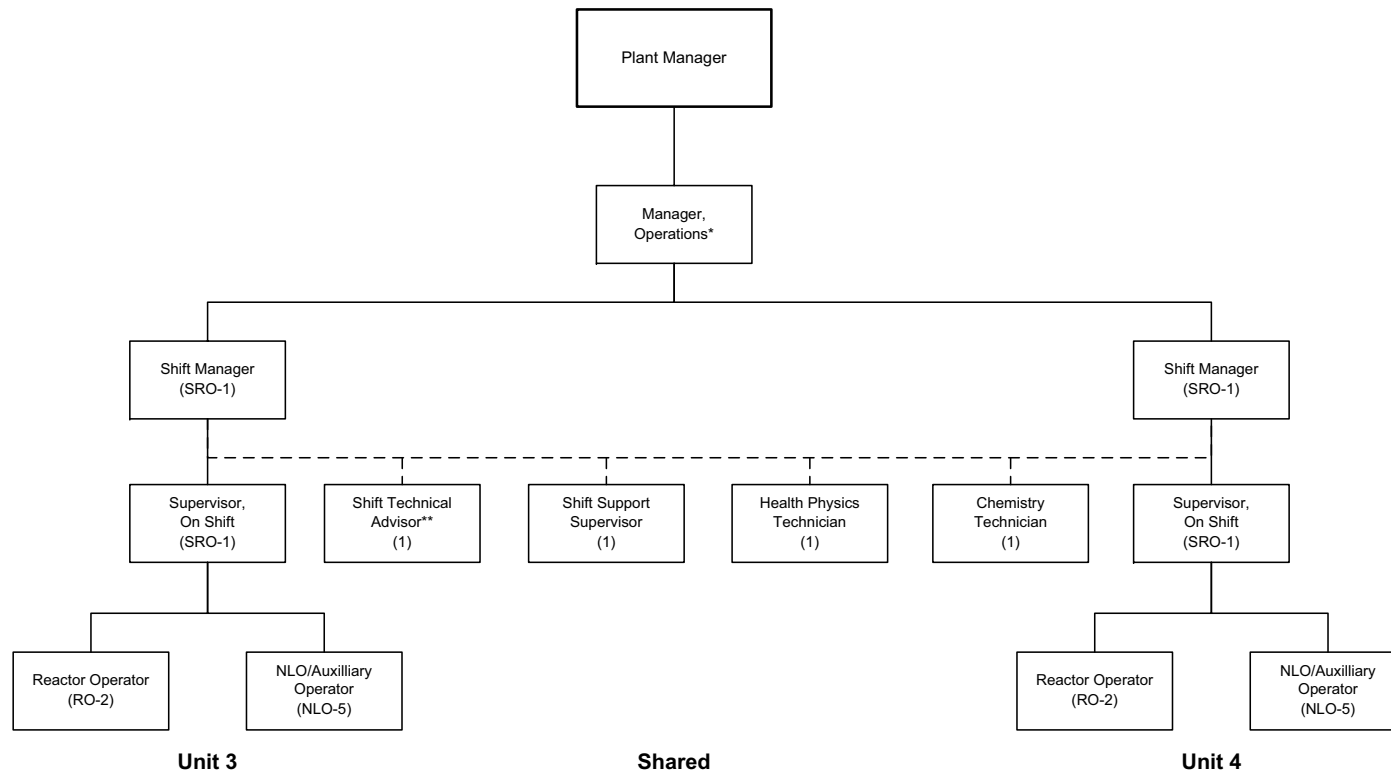 Plant Manager
Manager,
Operations*
Shift Manager
(SRO-1)
Shift Manager
(SRO-1)
Supervisor,
On Shift
(SRO-1)
Shift Technical
Advisor**
(1)
Shift Support
Supervisor
(1)
Health Physics
Technician
(1)
Chemistry
Technician
(1)
Supervisor,
On Shift
(SRO-1)
Reactor Operator
(RO-2)
NLO/Auxilliary
Operator
(NLO-5)
Reactor Operator
(RO-2)
NLO/Auxilliary
Operator
(NLO-5)
Unit 3
Shared
Unit 4